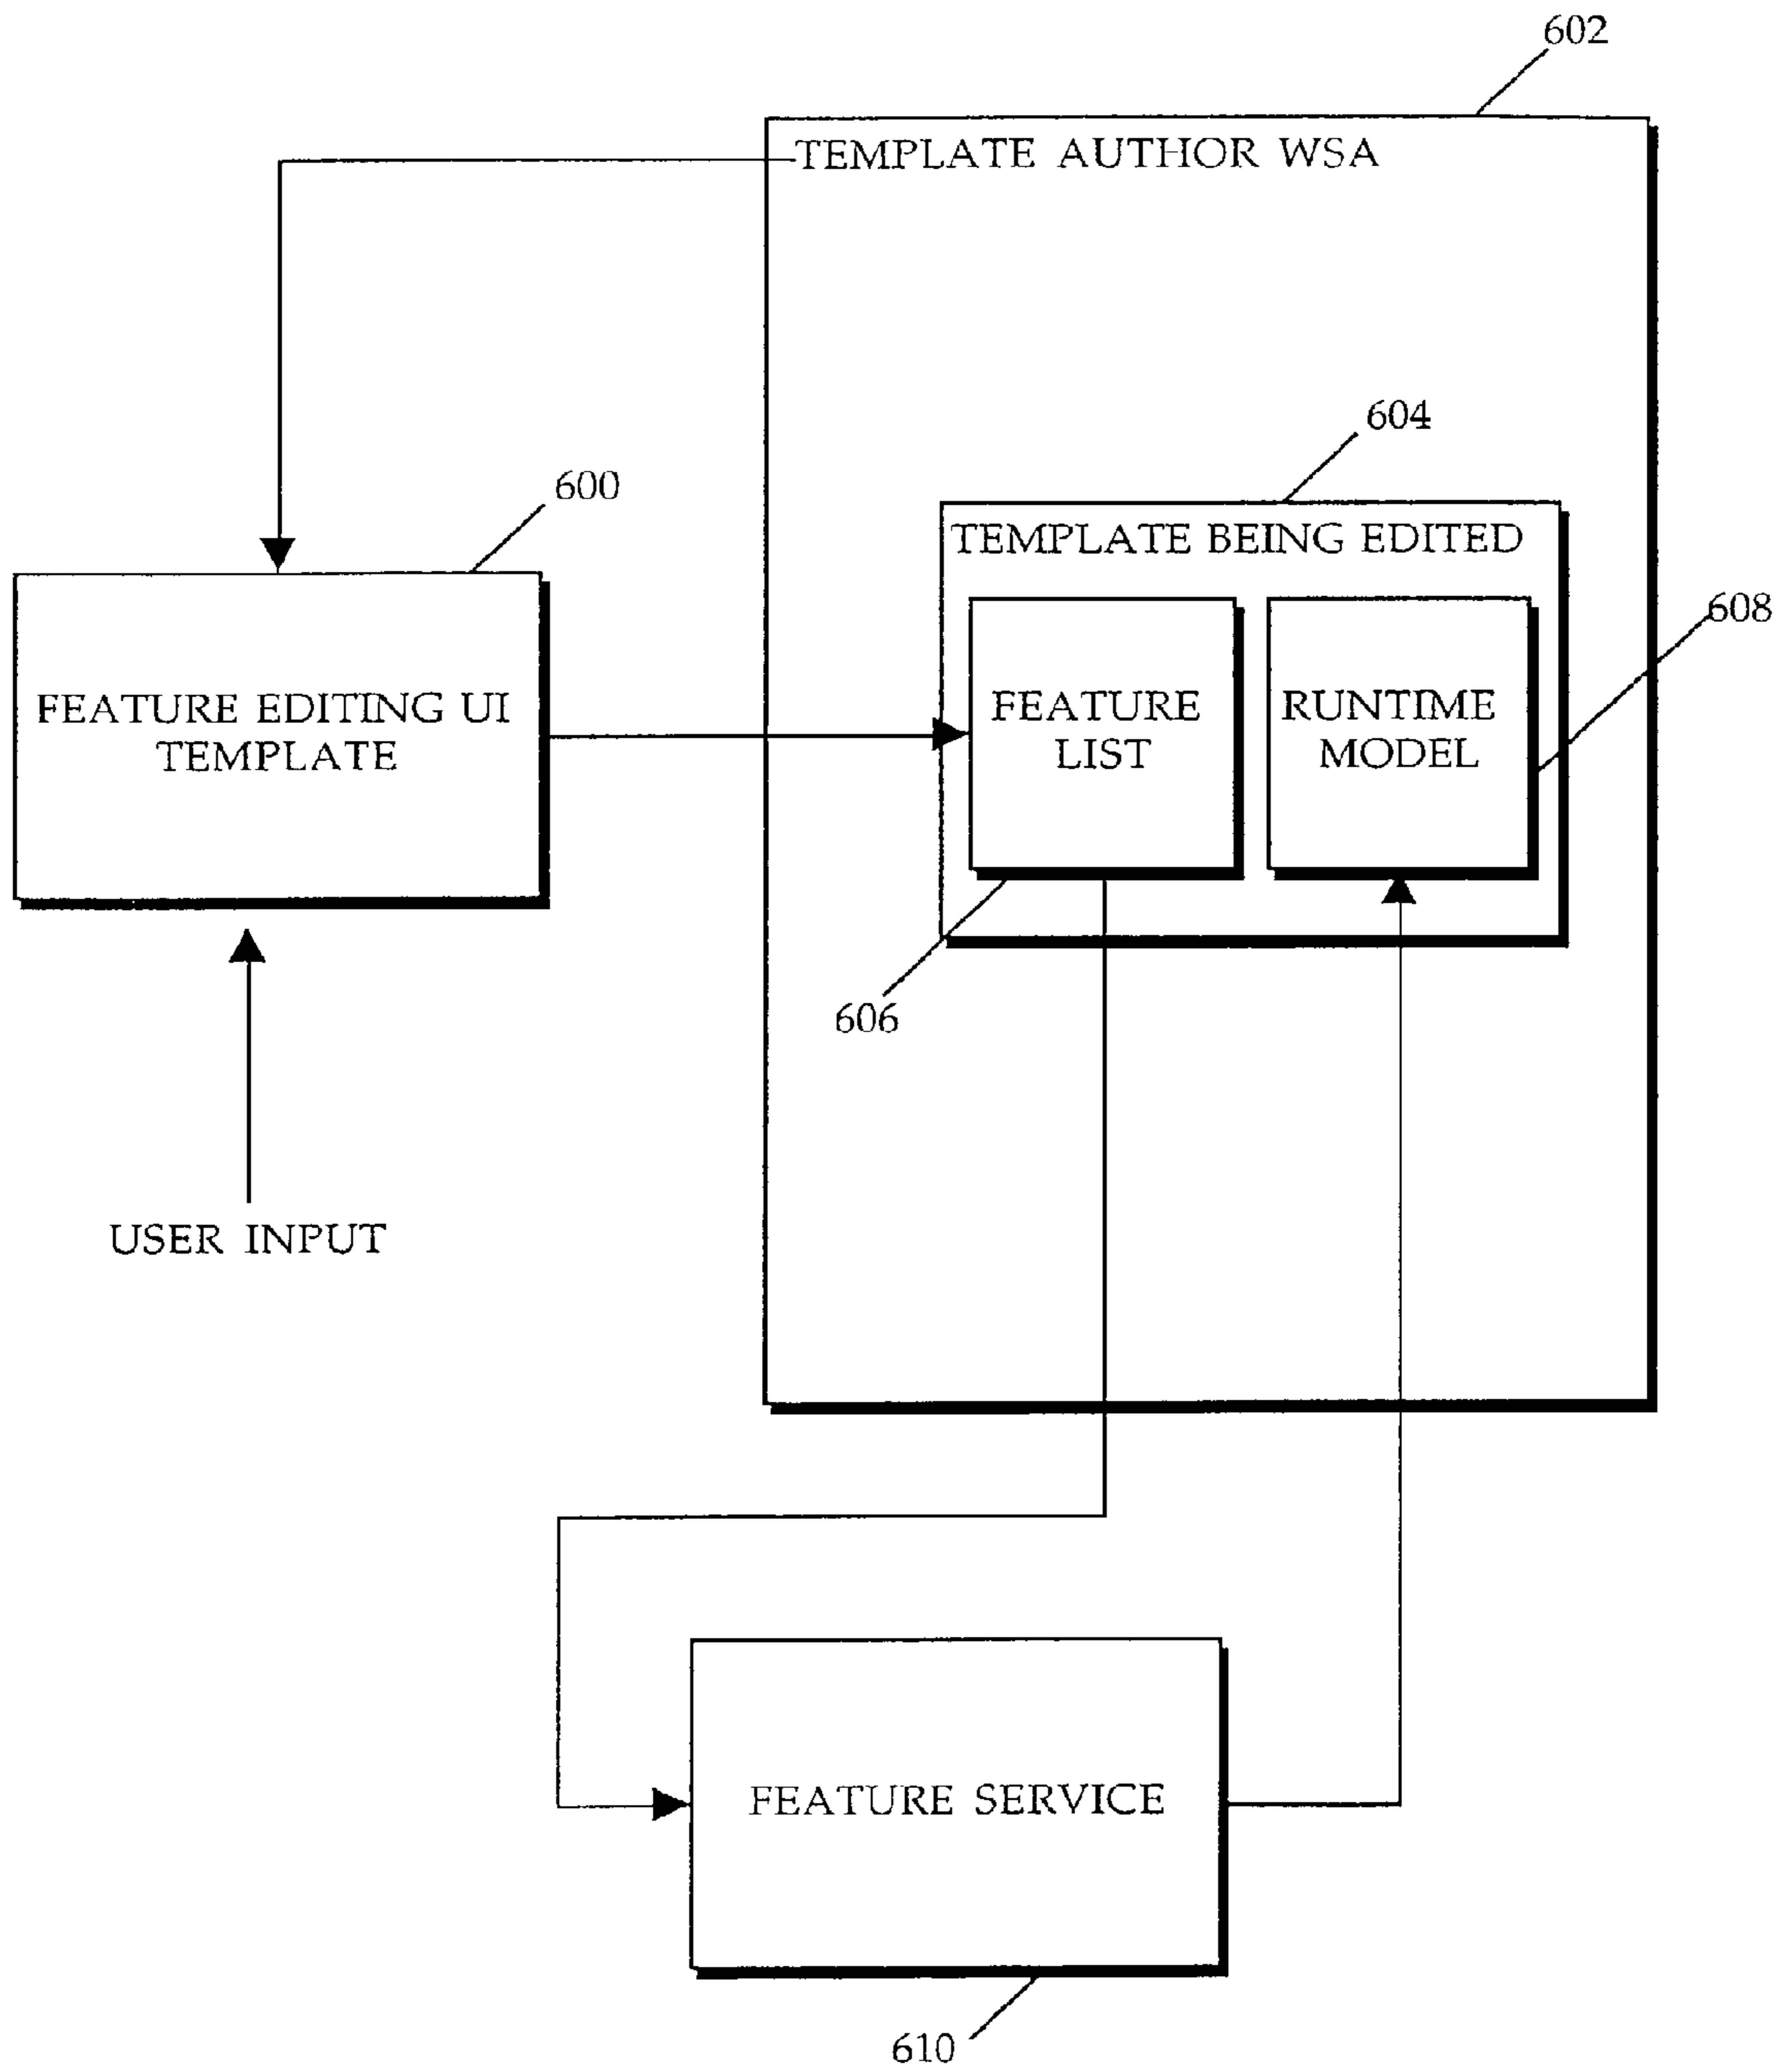 602
TEMPLATE AUTHOR WSA
604
600
TEMPLATE BEING EDITED
608
FEATURE EDITING UI
TEMPLATE
FEATURE
LIST
RUNTIME
MODEL
606
USER INPUT
FEATURE SERVICE
610